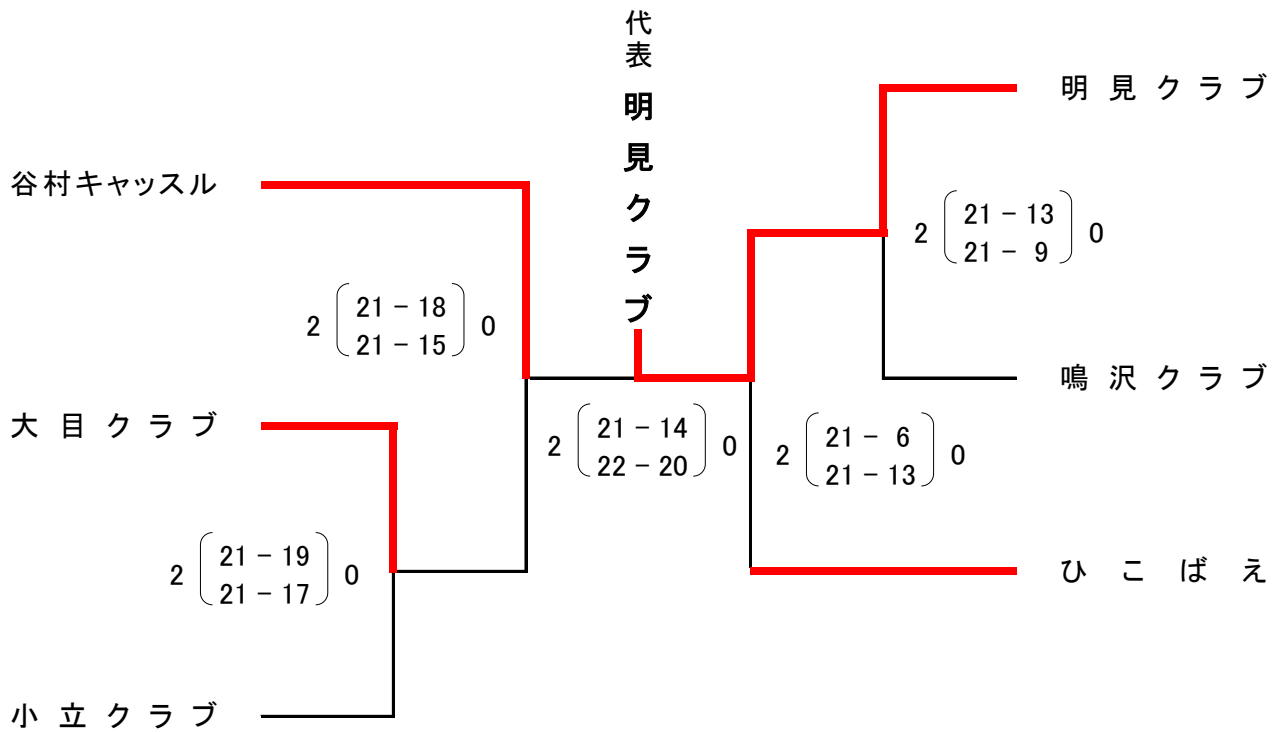 代表 明見クラブ
谷村キャッスル
2 21 － 18 0
21 － 15
大目クラブ
2 21 － 19 0
21 － 17
小立クラブ
2 21 － 14 0
22 － 20
明見クラブ
2 21 － 13 0
21 － 9
鳴沢クラブ
2 21 － 6 0
21 － 13
ひこばえ